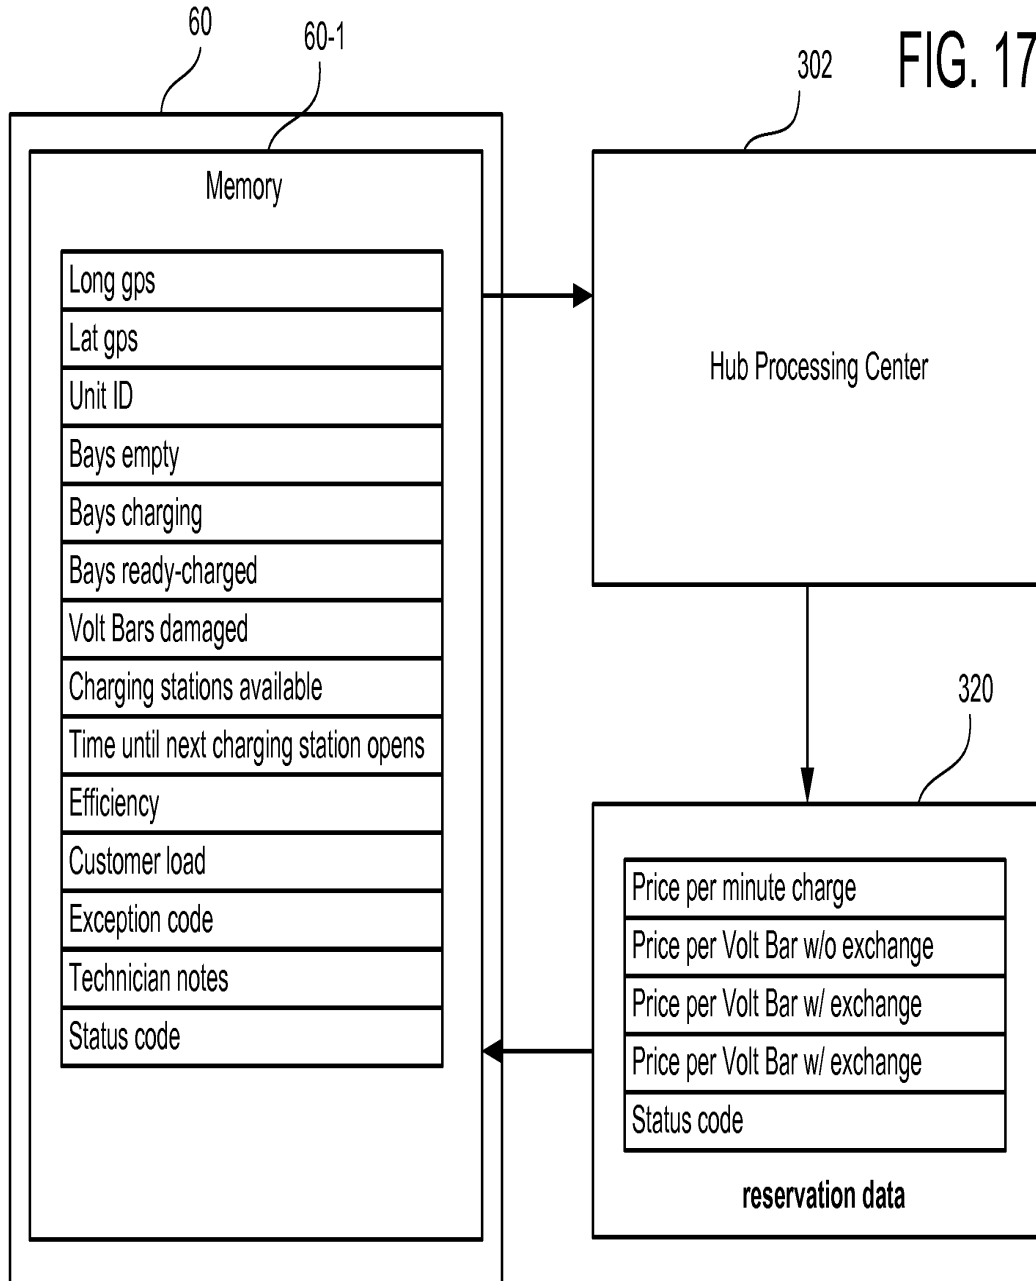 60
60-1
302
FIG. 17
Memory
Long gps
Lat gps
Unit ID
Bays empty
Bays charging
Bays ready-charged
Volt Bars damaged
Charging stations available
Time until next charging station opens
Efficiency
Customer load
Exception code
Technician notes
Status code
Hub Processing Center
320
Price per minute charge
Price per Volt Bar w/o exchange
Price per Volt Bar w/ exchange
Price per Volt Bar w/ exchange
Status code
reservation data